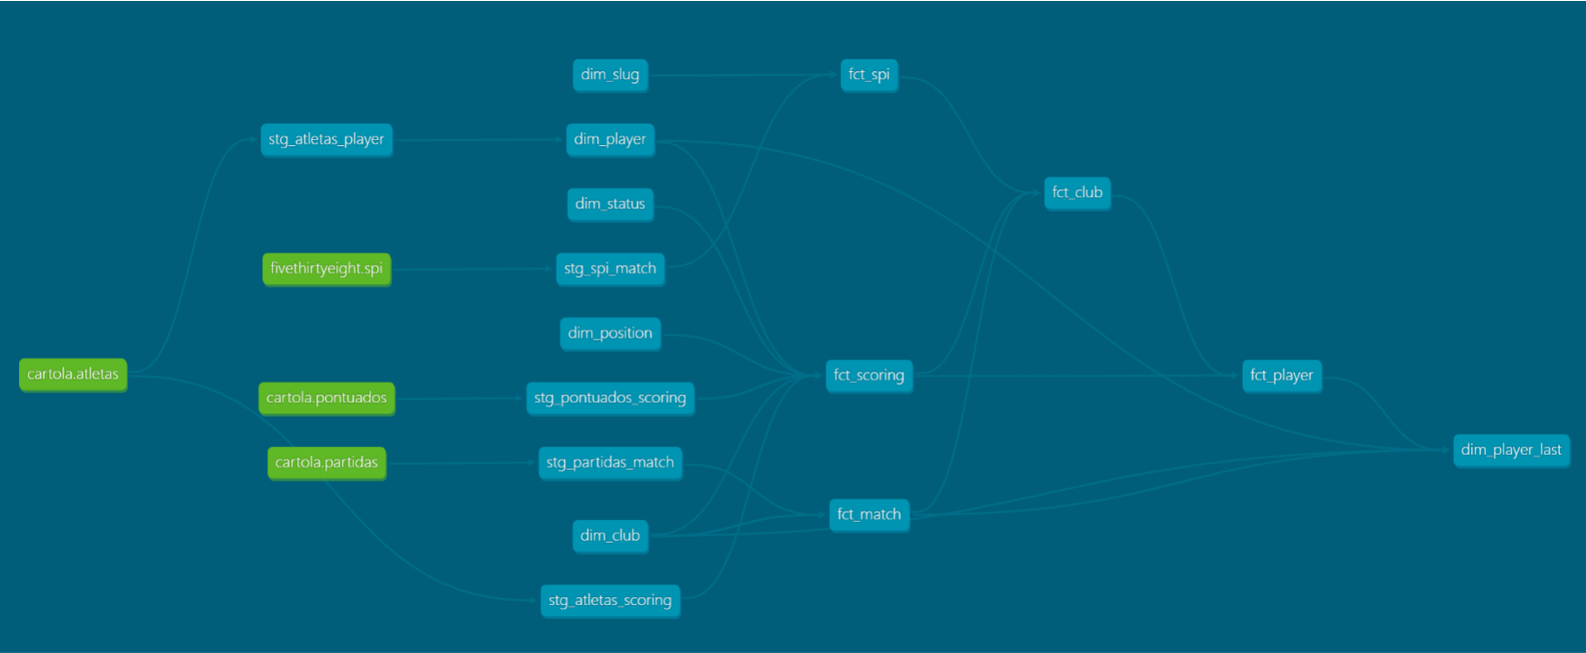 dim_slug
fct_spi
stg_atletas_player
dim_player
fct_club
dim_status
fivethirtyeight.spi
stg_spi_match
dim_position
cartola.atletas
fct_scoring
fct_player
cartola.pontuados
stg_pontuados_scoring
cartola.partidas
stg_partidas_match
dim_player_last
fct_match
dim_club
stg_atletas_scoring